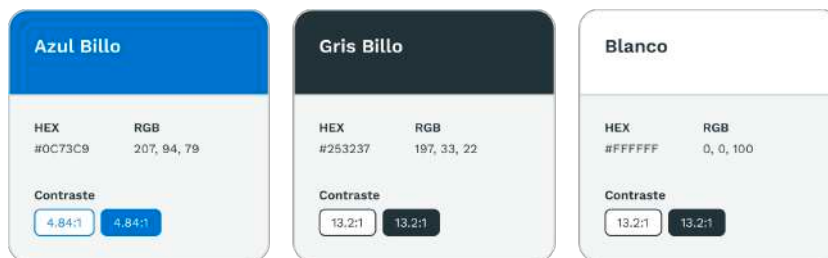 Azul Billo
HEX RGB
#0C73C9 207, 94, 79
Contraste
4.84:1 4.84:1
Gris Billo
HEX RGB
#253237 197, 33, 22
Contraste
13.2:1 13.2:1
Blanco
HEX RGB
#FFFFFF 0, 0, 100
Contraste
13.2:1 13.2:1